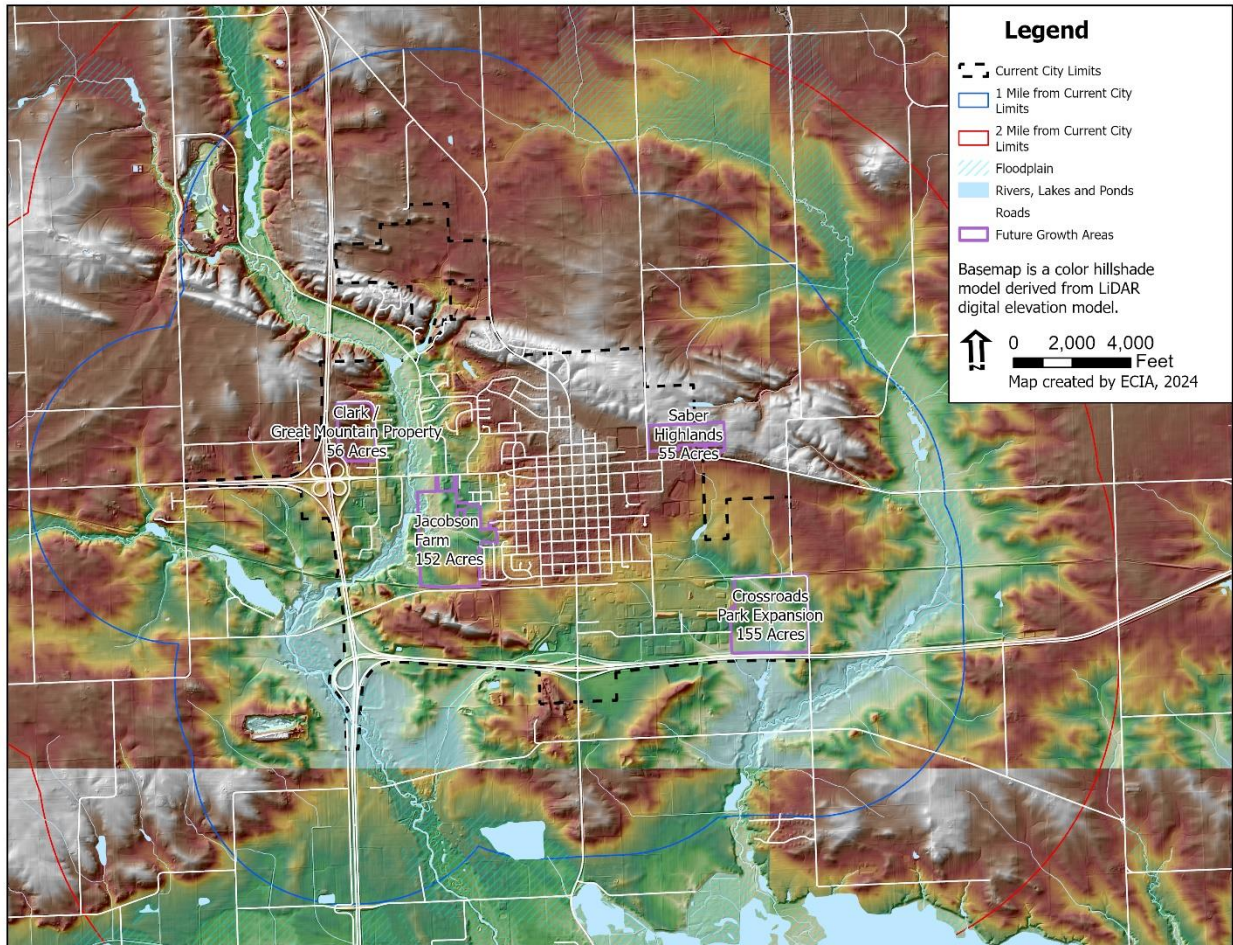 Legend
Current City Limits
1 Mile from Current City
Limits
2 Mile from Current City
Limits
Floodplain
Rivers, Lakes and Ponds
Roads
Future Growth Areas
Basemap is a color hillshade
model derived from LiDAR
digital elevation model.
N
0 2,000 4,000
Feet
Map created by ECIA, 2024
Clark /
Great Mountain Property
56 Acres
Saber
Highlands
55 Acres
Jacobson
Farm
152 Acres
Crossroads
Park Expansion
155 Acres